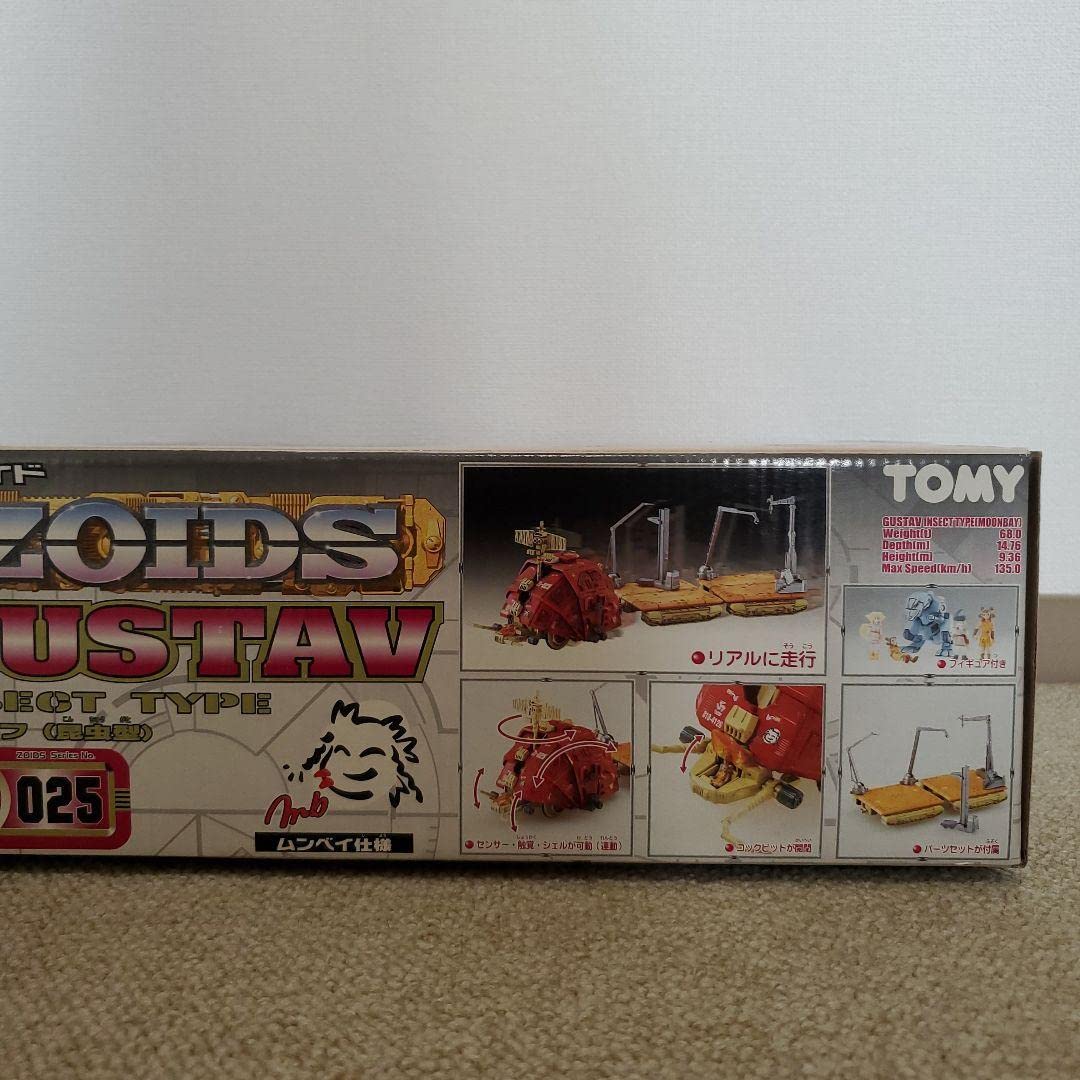 イド
ZOIDS
USTAV
ECT TYPE
フ(昆虫型)
ZOIDS Series No.
025
mb
ムンベイ仕様
●リアルに走行
●センサー・触覚・シェルが可動(連動)
●コックピットが開閉
TOMY
GUSTAV [INSECT TYPE(MOONBAY)]
Weight(t) 68.0
Depth(m) 14.76
Height(m) 9.36
Max Speed(km/h) 135.0
●フィギュア付き
●パーツセットが付属